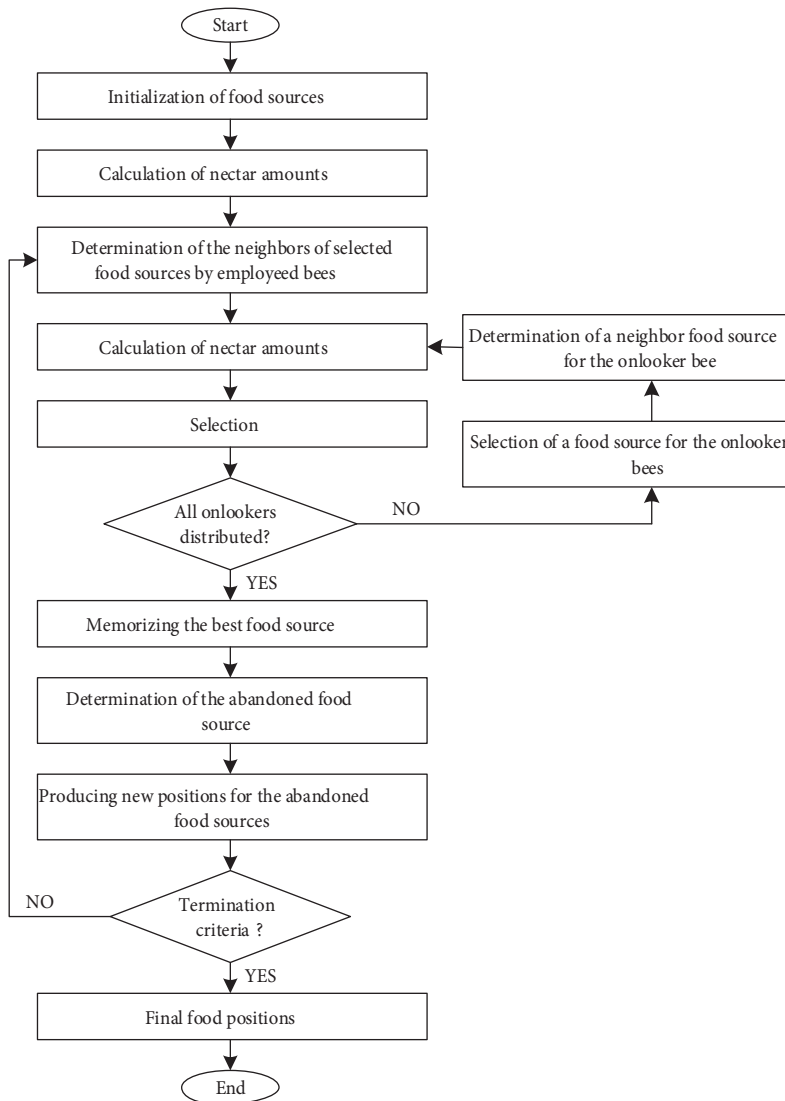 Start
Initialization of food sources
Calculation of nectar amounts
Determination of the neighbors of selected
food sources by employeed bees
Calculation of nectar amounts
Determination of a neighbor food source
for the onlooker bee
Selection
Selection of a food source for the onlooker
bees
All onlookers
distributed?
NO
YES
Memorizing the best food source
Determination of the abandoned food
source
Producing new positions for the abandoned
food sources
NO
Termination
criteria ?
YES
Final food positions
End